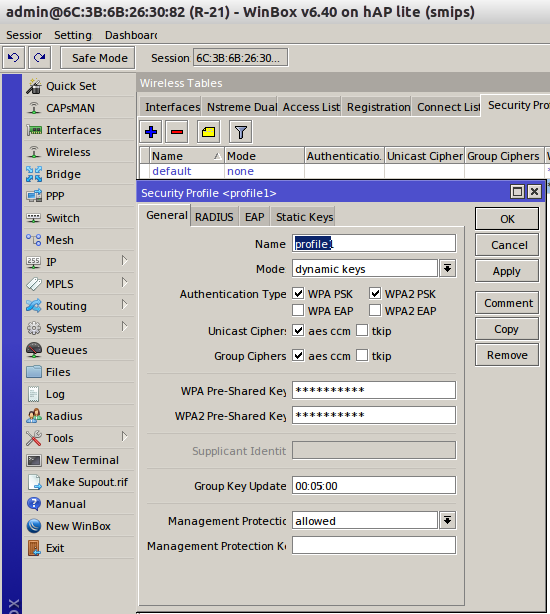 admin@6C:3B:6B:26:30:82 (R-21) - WinBox v6.40 on hAP lite (smips)
Session Setting Dashboard
Safe Mode Session 6C:3B:6B:26:30...
Quick Set
CAPsMAN
Interfaces
Wireless
Bridge
PPP
Switch
Mesh
IP
MPLS
Routing
System
Queues
Files
Log
Radius
Tools
New Terminal
Make Supout.rif
Manual
New WinBox
Exit
Wireless Tables
Interfaces Nstreme Dual Access List Registration Connect List Security Pro
Name Mode Authenticatio.. Unicast Cipher Group Ciphers
default none
Security Profile <profile1>
General RADIUS EAP Static Keys
Name profile1
Mode dynamic keys
Authentication Type WPA PSK WPA2 PSK
WPA EAP WPA2 EAP
Unicast Ciphers aes ccm tkip
Group Ciphers aes ccm tkip
WPA Pre-Shared Key **********
WPA2 Pre-Shared Key **********
Supplicant Identit
Group Key Update 00:05:00
Management Protectic allowed
Management Protection K
OK
Cancel
Apply
Comment
Copy
Remove